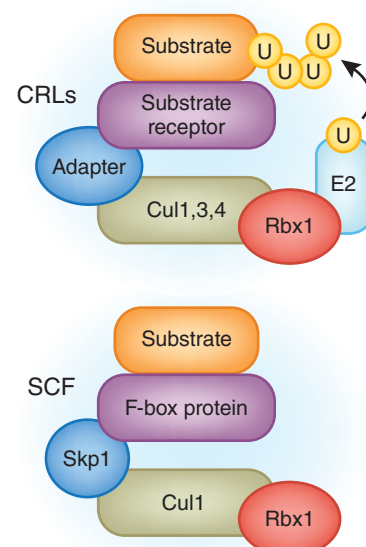 Substrate
U
U
U
U
U
CRLs
Substrate
receptor
U
Adapter
E2
Cul1,3,4
Rbx1
Substrate
SCF
F-box protein
Skp1
Cul1
Rbx1